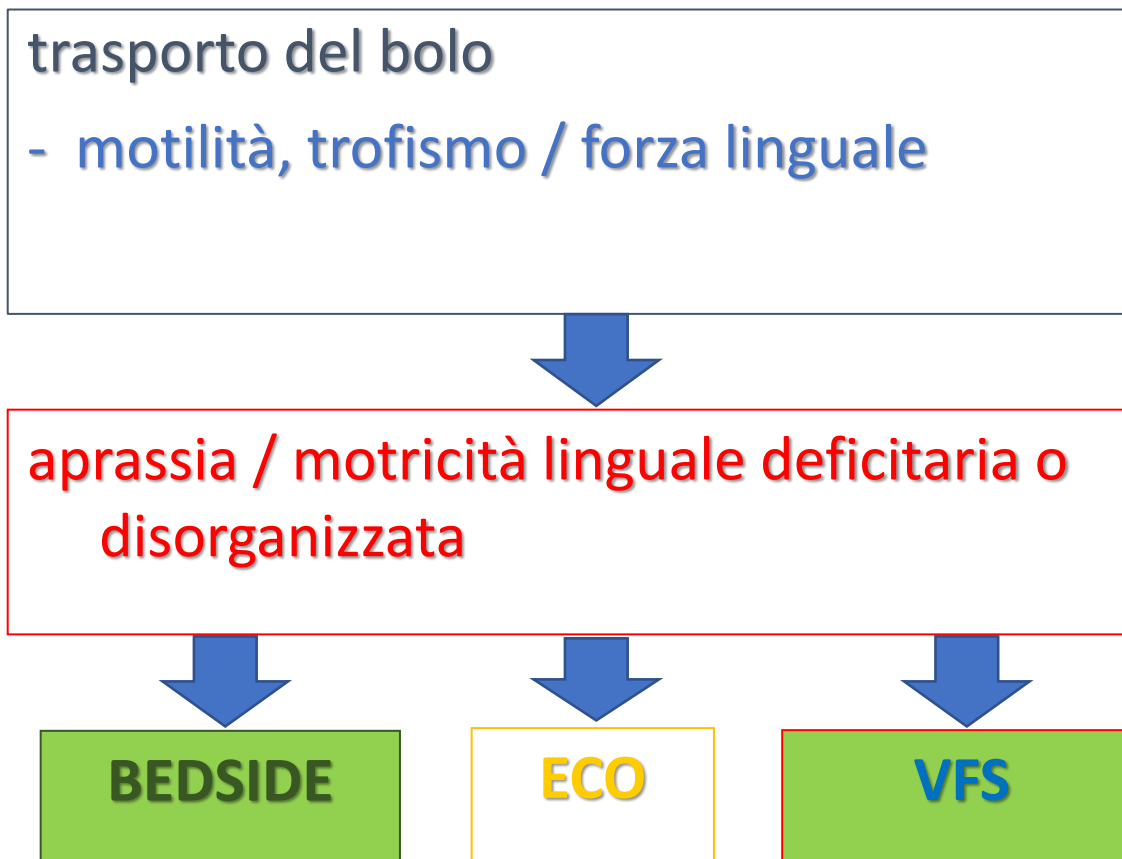 trasporto del bolo
- motilità, trofismo / forza linguale
aprassia / motricità linguale deficitaria o
disorganizzata
BEDSIDE
ECO
VFS